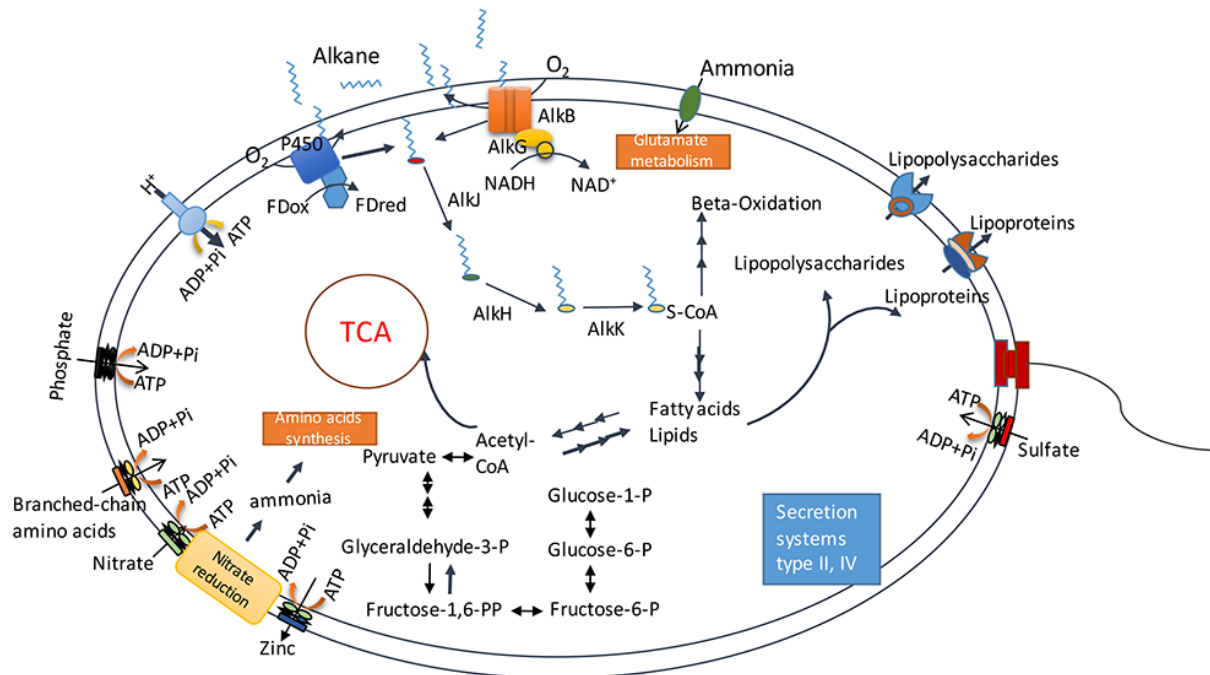 Alkane
O2
Ammonia
AlkB
P450
AlkG
Glutamate
metabolism
O2
Lipopolysaccharides
NADH
NAD+
H+
FDox
FDred
AlkJ
Beta-Oxidation
Lipoproteins
ATP
ADP+Pi
Lipopolysaccharides
Lipoproteins
AlkH
AlkK
S-CoA
TCA
Phosphate
ADP+Pi
ATP
Fatty acids
Lipids
ATP
ADP+Pi
Sulfate
Amino acids
synthesis
Acetyl-
CoA
Pyruvate
ADP+Pi
ATP
Branched-chain
amino acids
ADP+Pi
ATP
ammonia
Glucose-1-P
Secretion
systems
type II, IV
Nitrate
Nitrate
reduction
Glyceraldehyde-3-P
Glucose-6-P
ADP+Pi
ATP
Fructose-1,6-PP
Fructose-6-P
Zinc